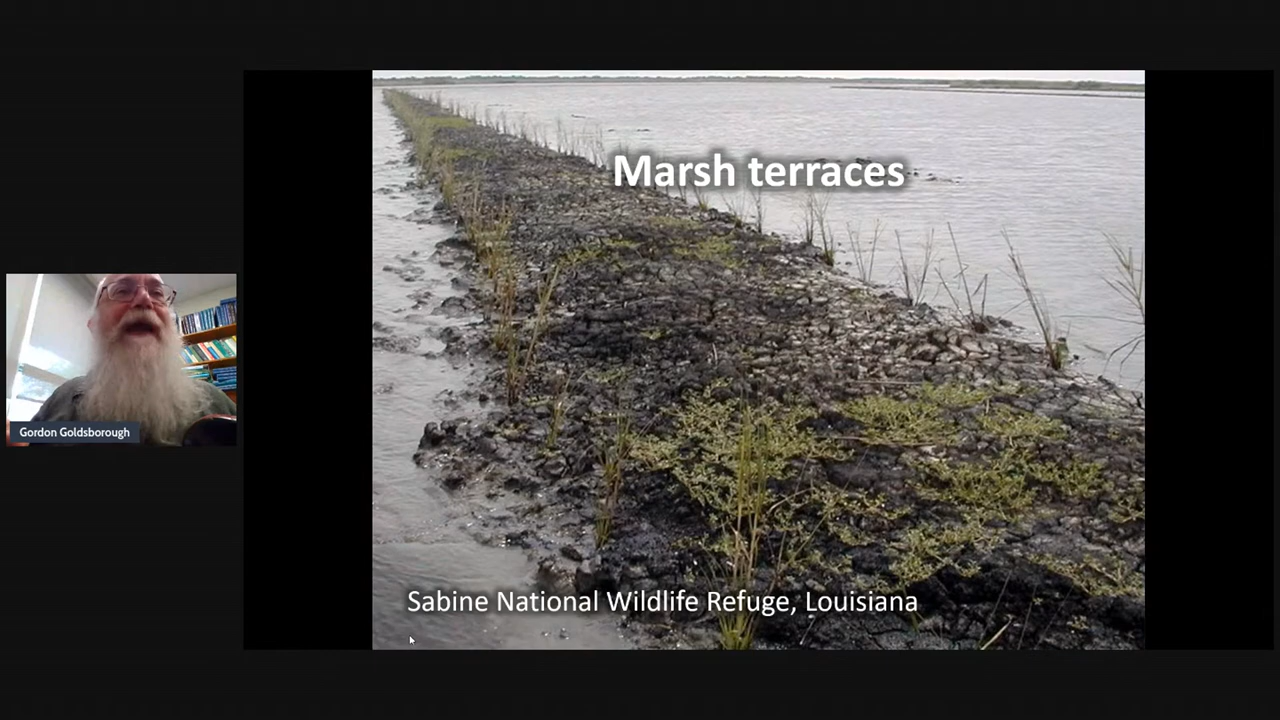 Marsh terraces
Gordon Goldsborough
Sabine National Wildlife Refuge, Louisiana